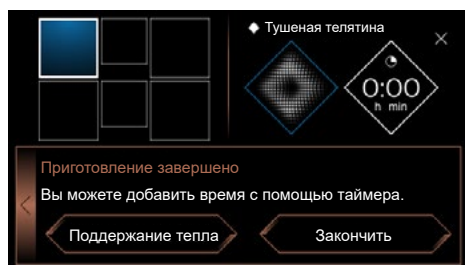 Тушеная телятина
0:00
h min
Приготовление завершено
Вы можете добавить время с помощью таймера.
Поддержание тепла
Закончить